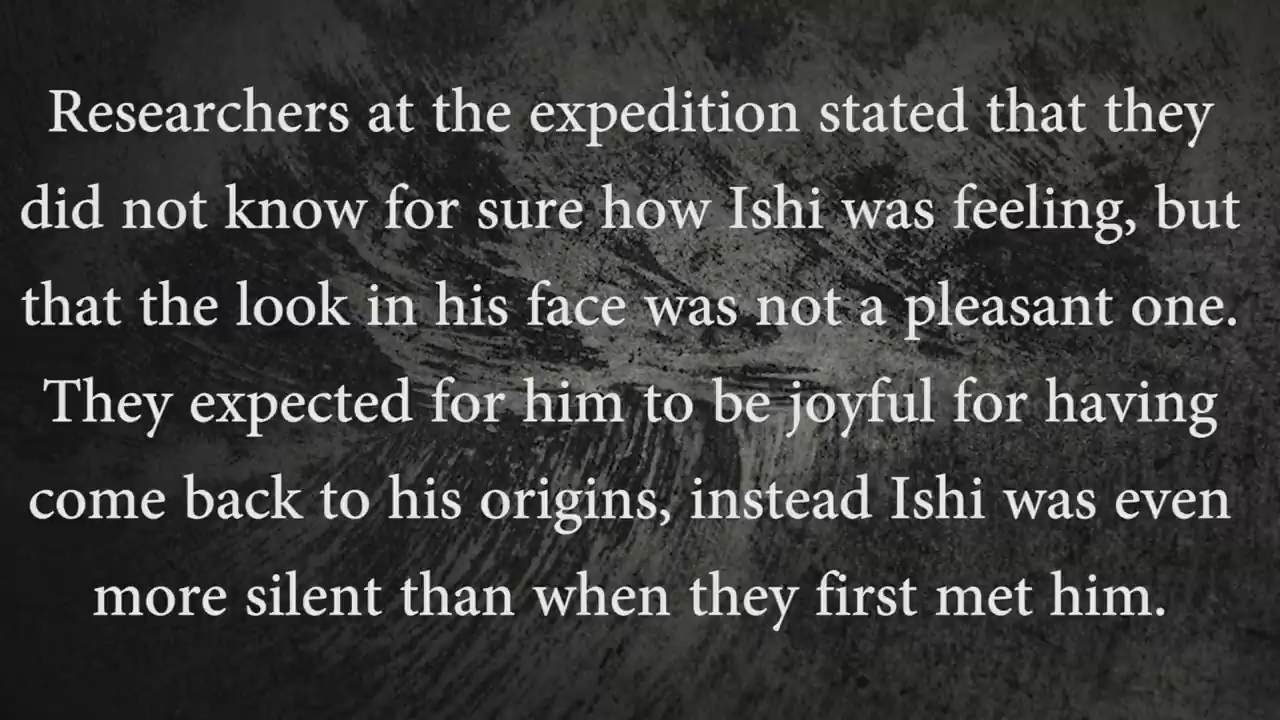 Researchers at the expedition stated that they
did not know for sure how Ishi was feeling, but
that the look in his face was not a pleasant one.
They expected for him to be joyful for having
come back to his origins, instead Ishi was even
more silent than when they first met him.